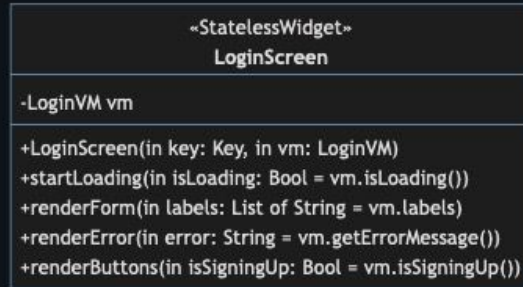 «StatelessWidget»
LoginScreen
-LoginVM vm
+LoginScreen(in key: Key, in vm: LoginVM)
+startLoading(in isLoading: Bool = vm.isLoading())
+renderForm(in labels: List of String = vm.labels)
+renderError(in error: String = vm.getErrorMessage())
+renderButtons(in isSigningUp: Bool = vm.isSigningUp())